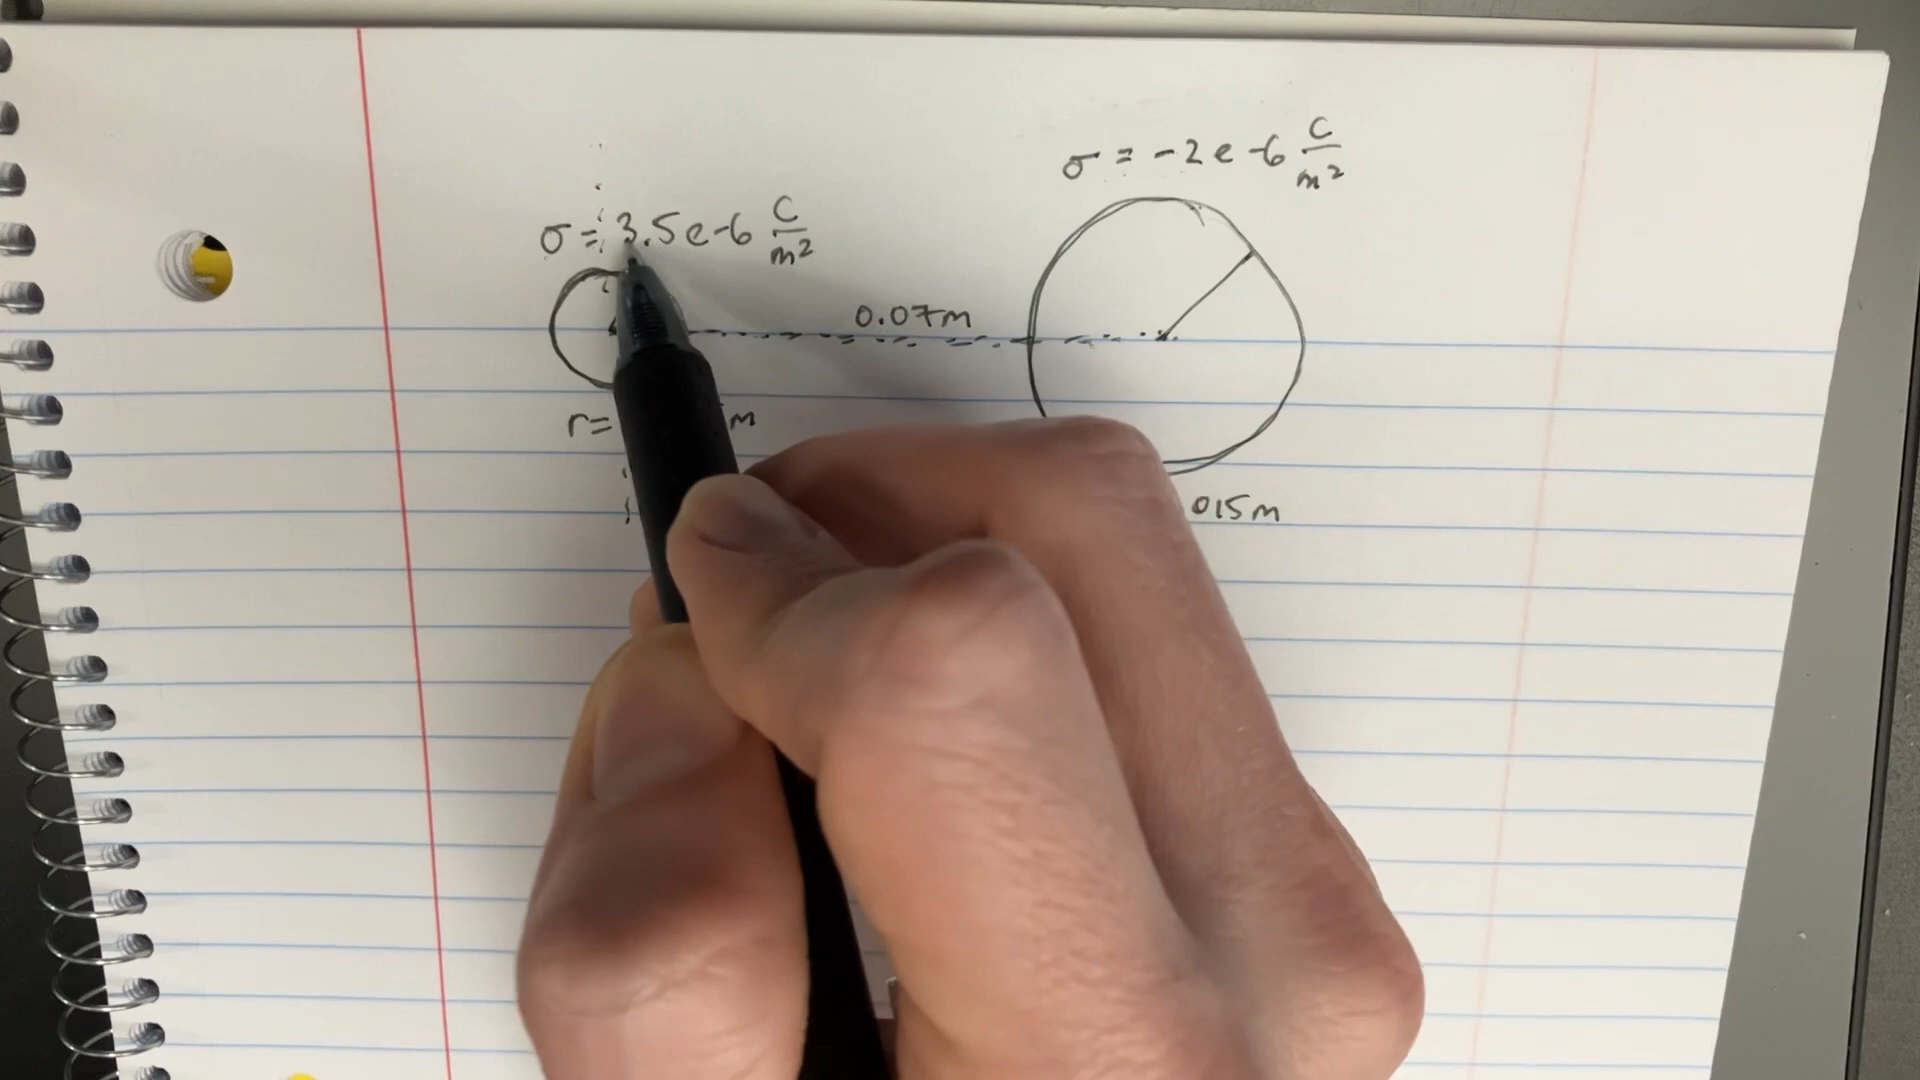 σ = -2e-6 C/m²
σ = 3.5e-6 C/m²
0.07m
r= m
015m